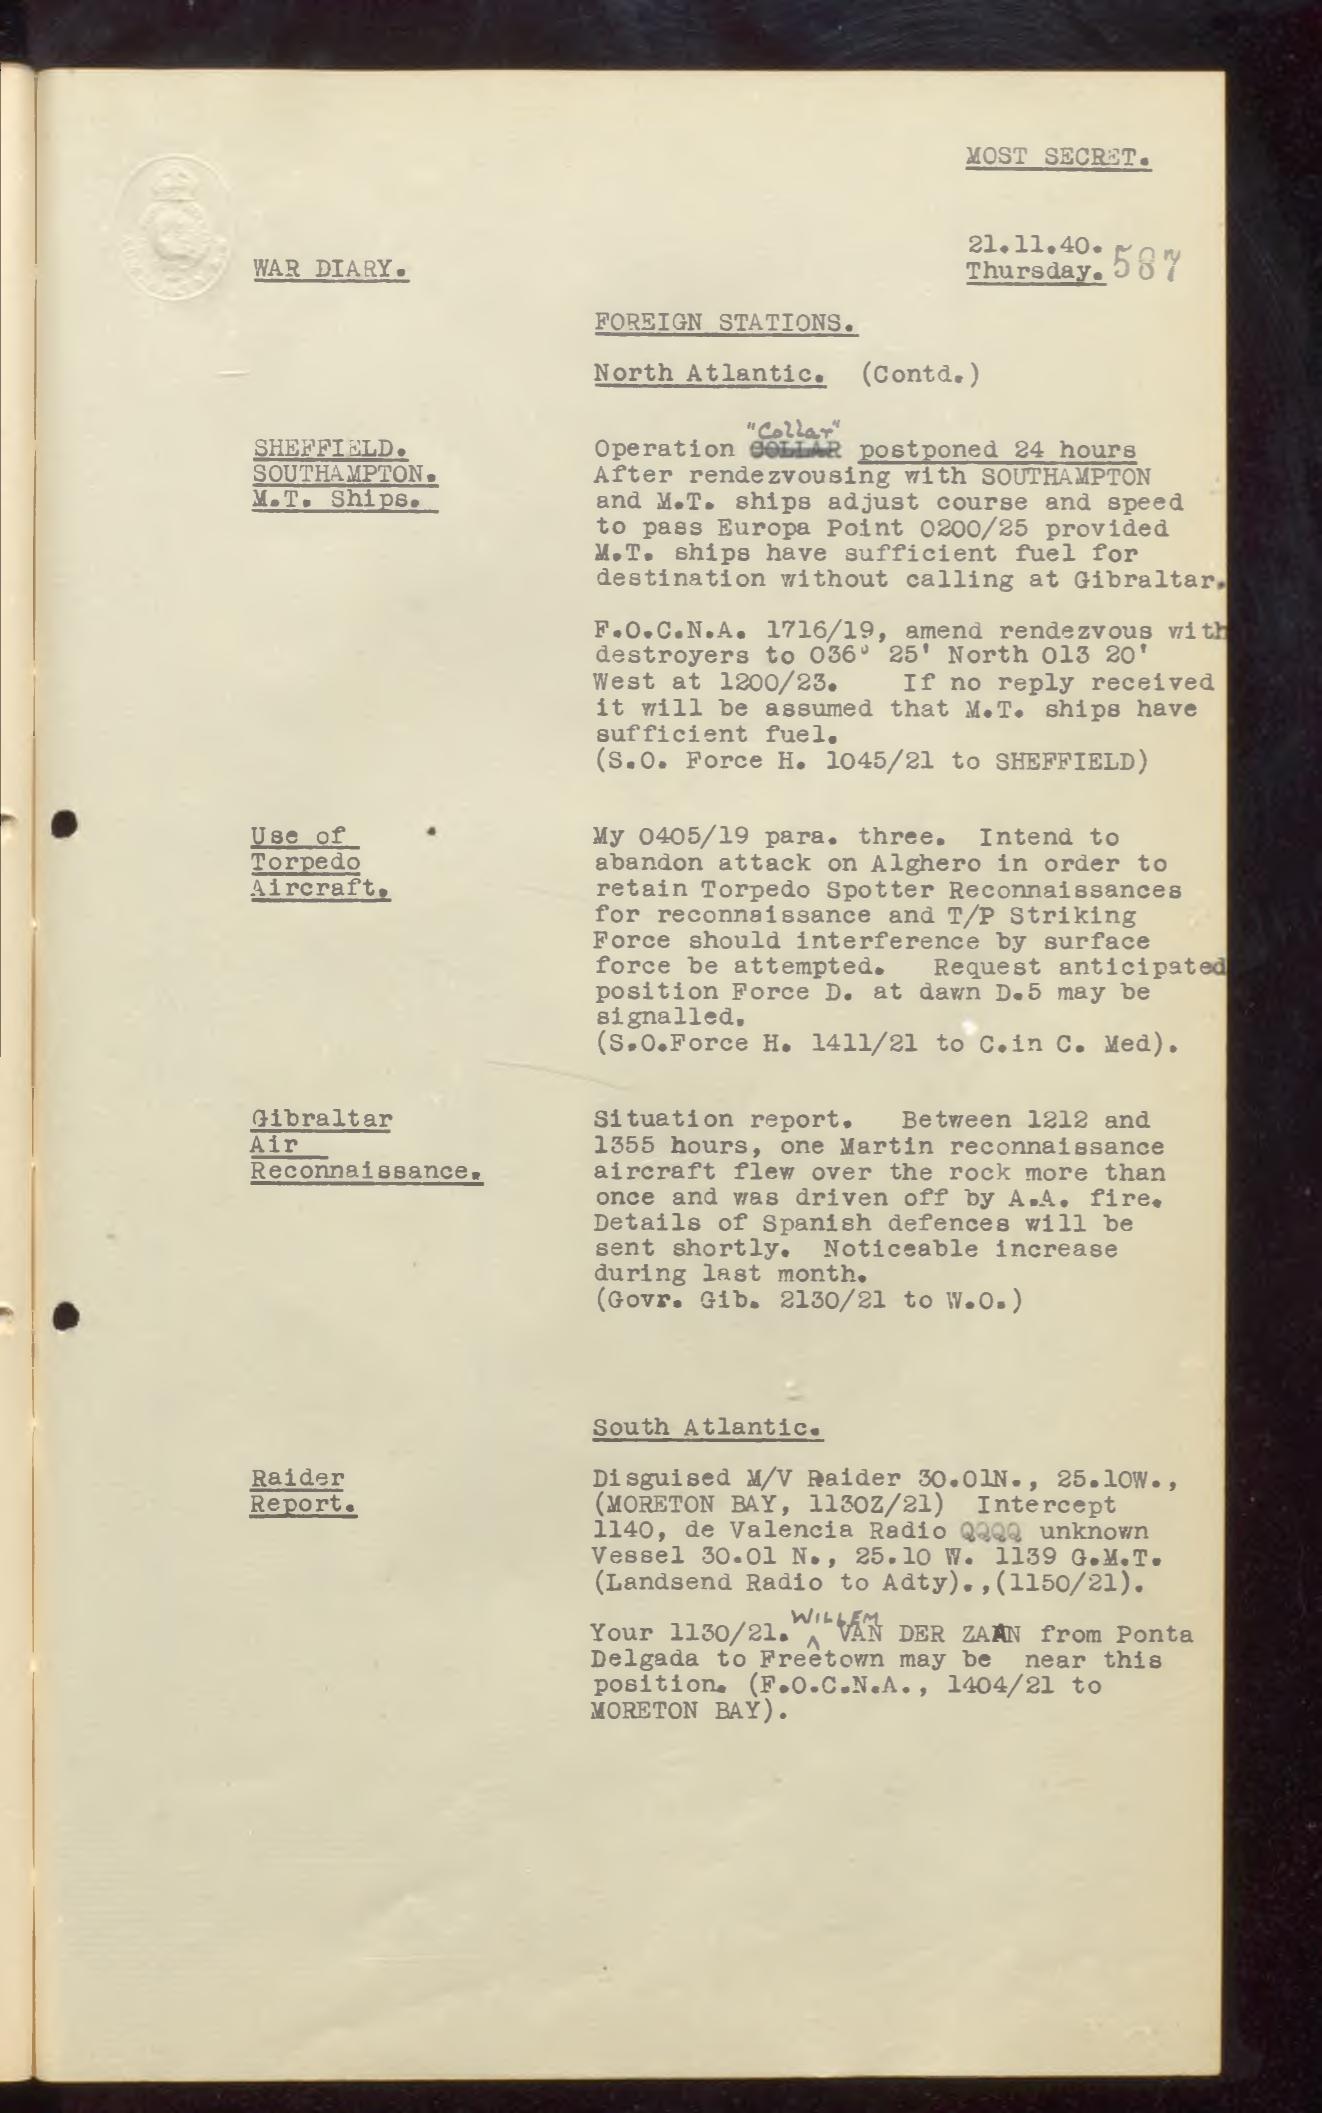 MOST SECRET.
21.11.40.
Thursday. 587
WAR DIARY.
FOREIGN STATIONS.
North Atlantic. (Contd.)
SHEFFIELD.
SOUTHAMPTON.
M.T. Ships.
"Collar"
Operation COLLAR postponed 24 hours
After rendezvousing with SOUTHAMPTON
and M.T. ships adjust course and speed
to pass Europa Point 0200/25 provided
M.T. ships have sufficient fuel for
destination without calling at Gibraltar.
F.O.C.N.A. 1716/19, amend rendezvous with
destroyers to 036° 25' North 013 20'
West at 1200/23. If no reply received
it will be assumed that M.T. ships have
sufficient fuel.
(S.O. Force H. 1045/21 to SHEFFIELD)
Use of
Torpedo
Aircraft.
My 0405/19 para. three. Intend to
abandon attack on Alghero in order to
retain Torpedo Spotter Reconnaissances
for reconnaissance and T/P Striking
Force should interference by surface
force be attempted. Request anticipated
position Force D. at dawn D.5 may be
signalled.
(S.O.Force H. 1411/21 to C.in C. Med).
Gibraltar
Air
Reconnaissance.
Situation report. Between 1212 and
1355 hours, one Martin reconnaissance
aircraft flew over the rock more than
once and was driven off by A.A. fire.
Details of Spanish defences will be
sent shortly. Noticeable increase
during last month.
(Govr. Gib. 2130/21 to W.O.)
South Atlantic.
Raider
Report.
Disguised M/V Raider 30.01N., 25.10W.,
(MORETON BAY, 1130Z/21) Intercept
1140, de Valencia Radio QQQQ unknown
Vessel 30.01 N., 25.10 W. 1139 G.M.T.
(Landsend Radio to Adty).,(1150/21).
WILLEM
Your 1130/21. ^ VAN DER ZAAN from Ponta
Delgada to Freetown may be near this
position. (F.O.C.N.A., 1404/21 to
MORETON BAY).